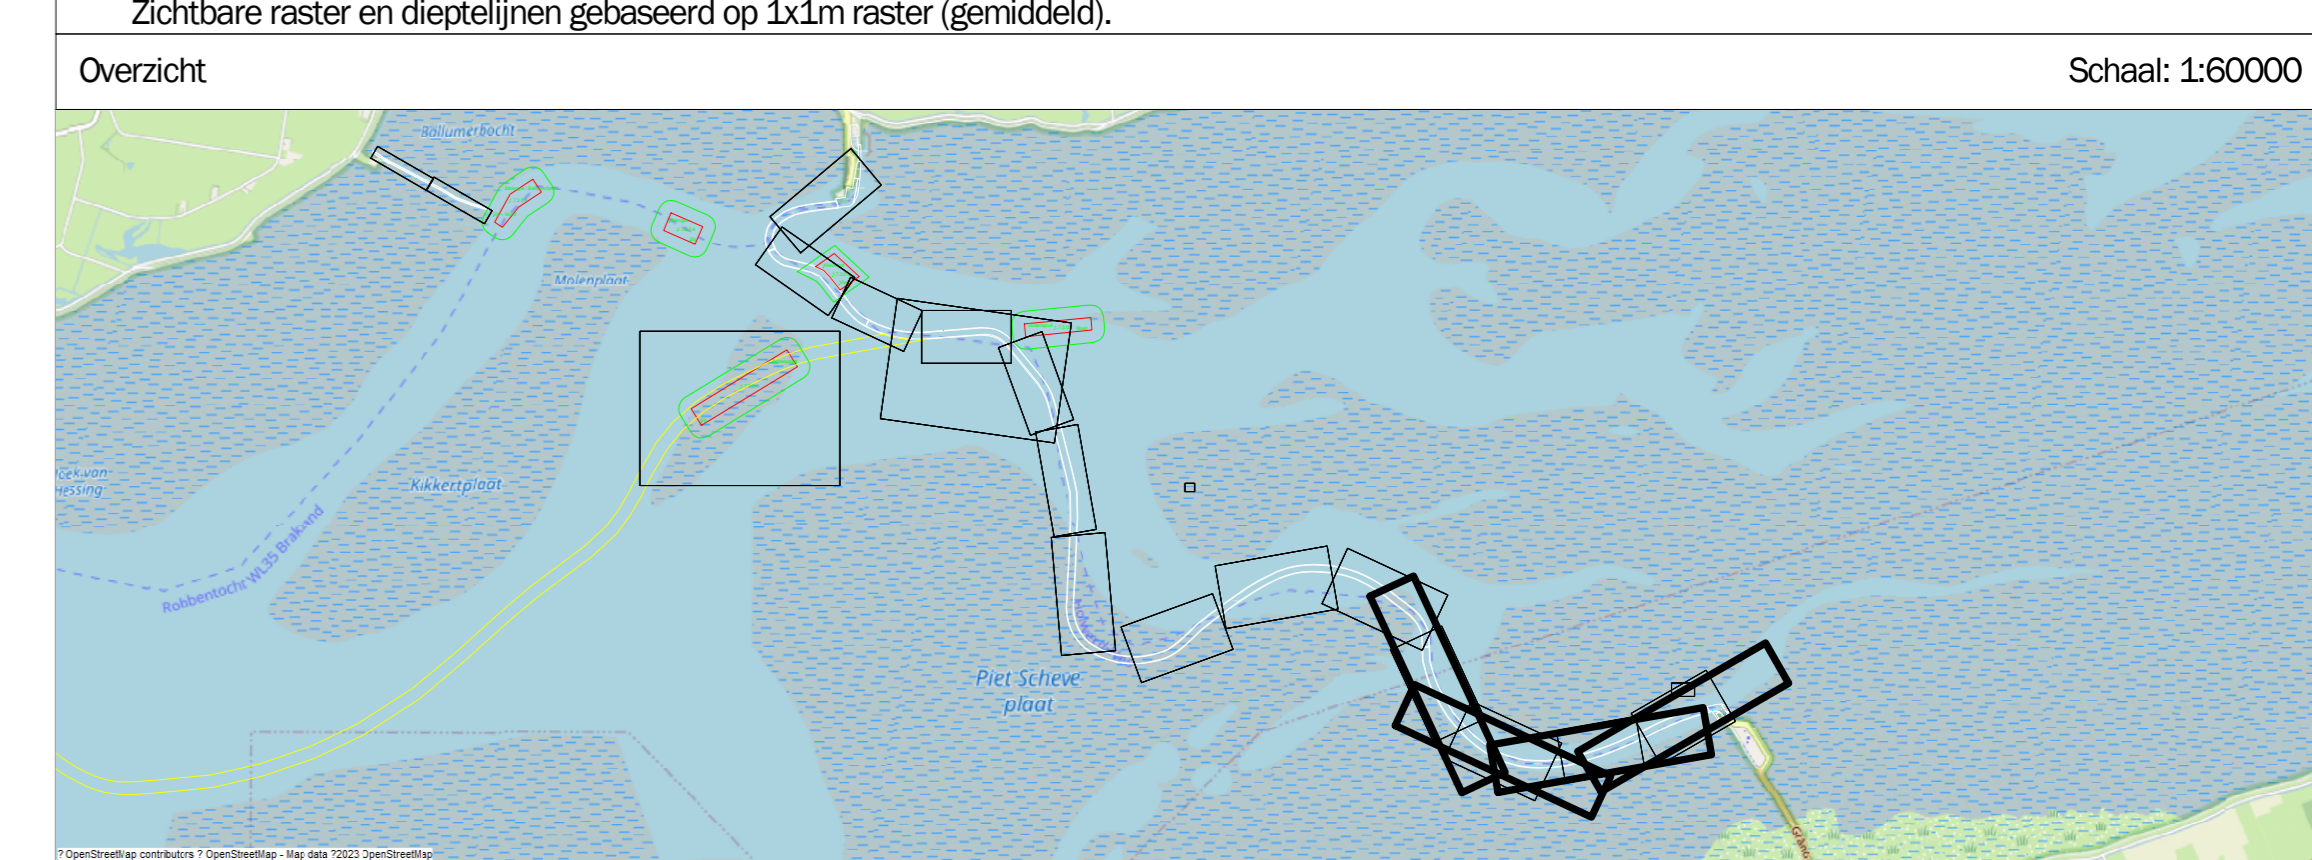 Zichtbare raster en dieptelijnen gebaseerd op 1x1m raster (gemiddeld).
Overzicht
Schaal: 1:60000
Ballumerbocht
Molenplaat
Kikkertplaat
Robbentocht WL35 Brakzand
Piet Scheve
plaat
? OpenStreetMap contributors ? OpenStreetMap - Map data ?2023 OpenStreetMap